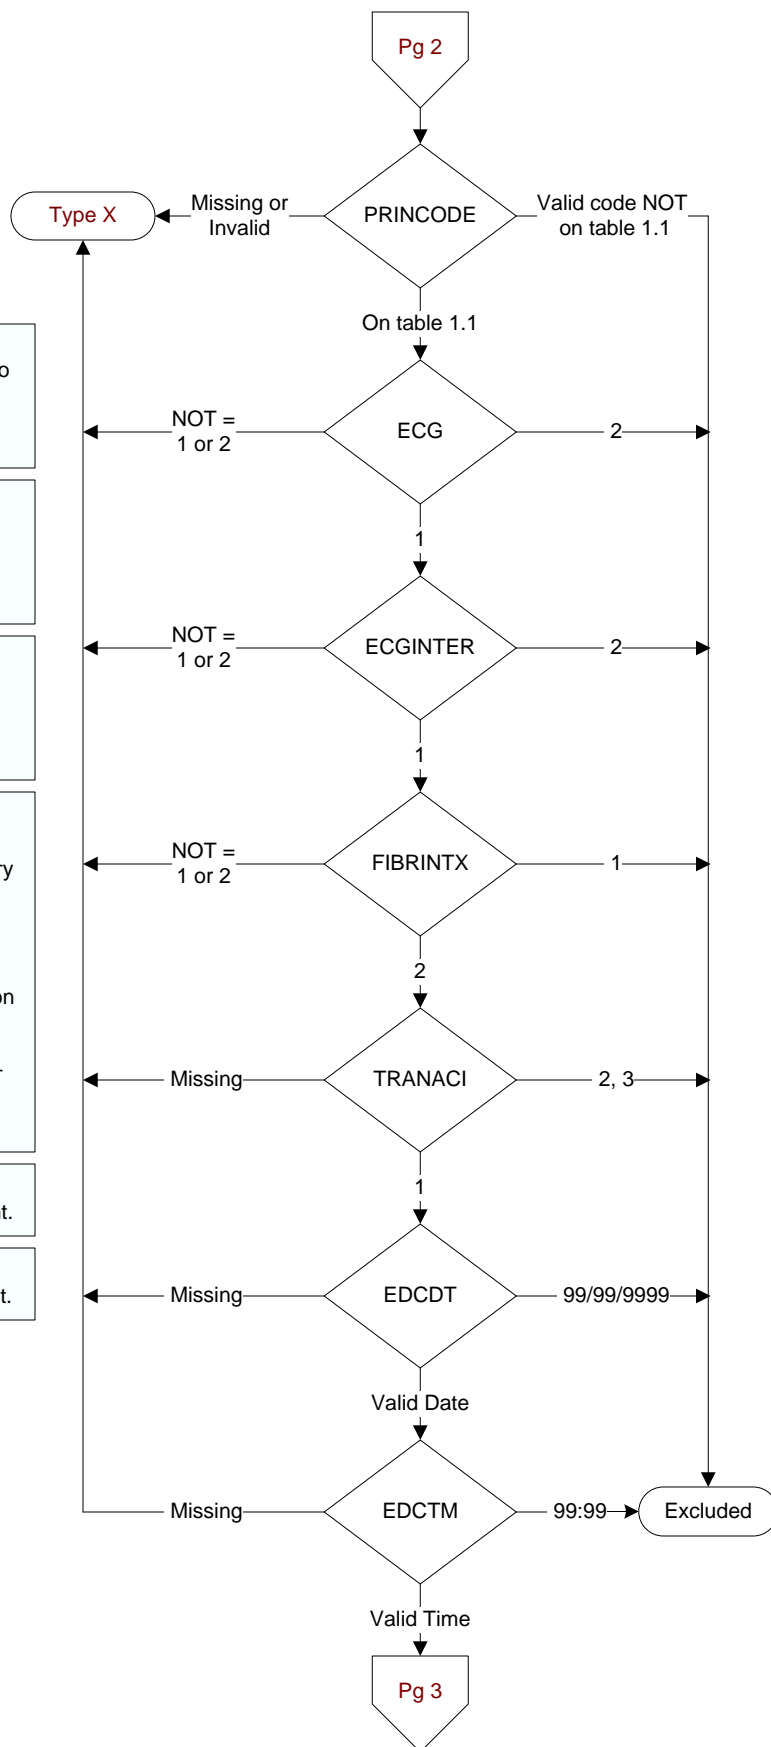 Pg 2
Type X
Missing or
Invalid
PRINCODE
Valid code NOT
on table 1.1
On table 1.1
o
NOT =
1 or 2
ECG
2
1
NOT =
1 or 2
ECGINTER
2
1
ry
NOT =
1 or 2
FIBRINTX
1
2
on
Missing
TRANACI
2, 3
1
t.
Missing
EDCDT
99/99/9999
t.
Valid Date
Missing
EDCTM
99:99
Excluded
Valid Time
Pg 3